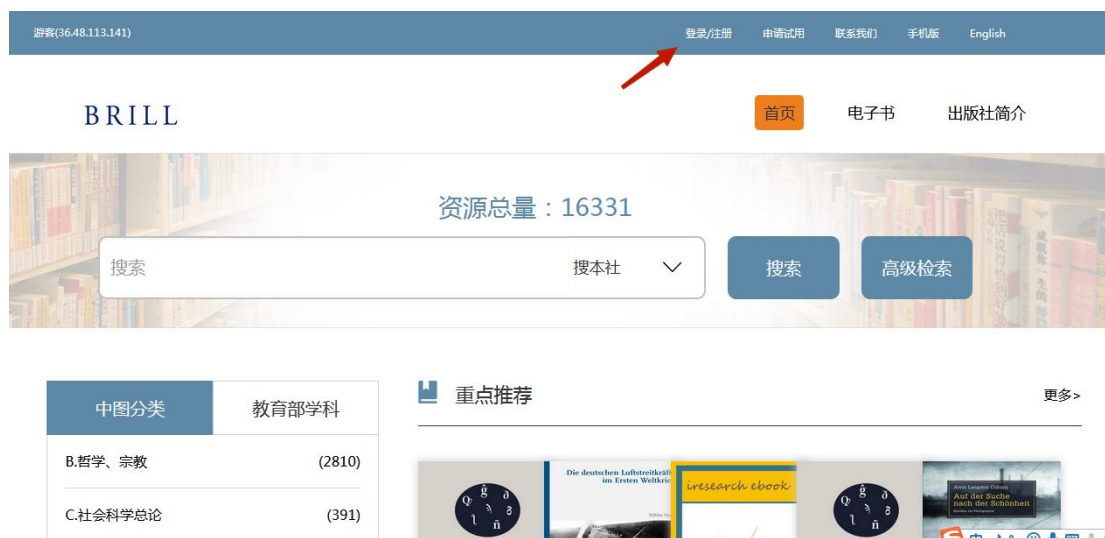 游客(36.48.113.141)
登录/注册 申请试用 联系我们 手机版 English
BRILL
首页 电子书 出版社简介
资源总量：16331
搜索 搜本社 搜索 高级检索
中图分类 教育部学科
B.哲学、宗教 (2810)
C.社会科学总论 (391)
重点推荐 更多>
Die deutschen Luftstreitkräf
im Ersten Weltkrie
iresearch ebook
Auf der Suche
nach der Schönheit
中